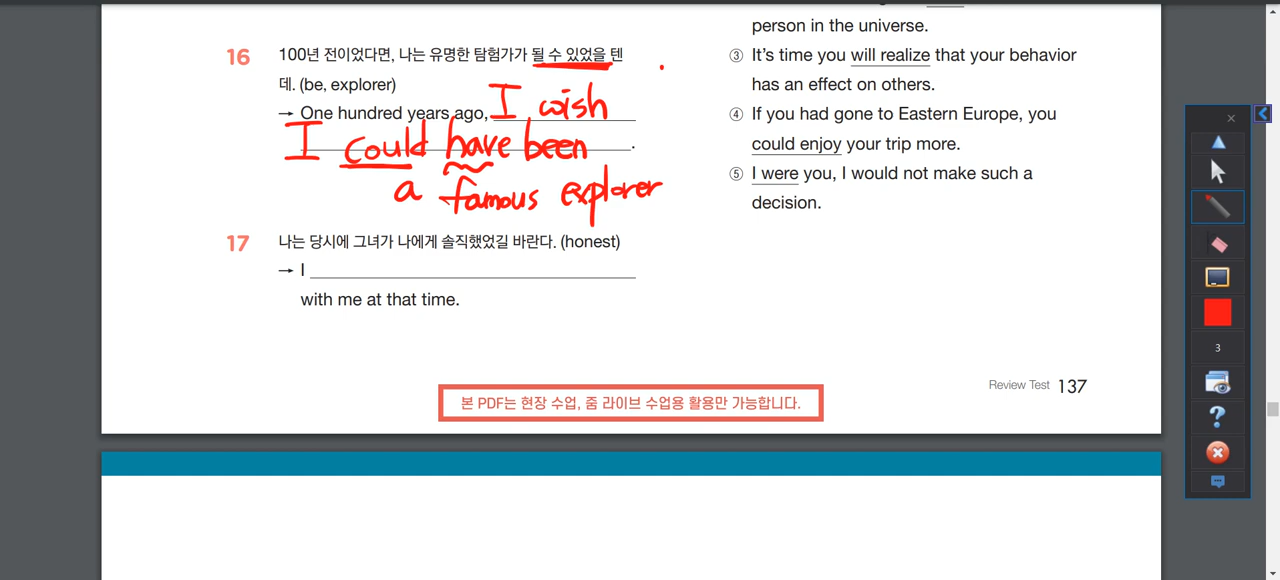 16 100년 전이었다면, 나는 유명한 탐험가가 될 수 있었을 텐
데. (be, explorer)
→ One hundred years ago, I wish
I could have been
a famous explorer
.
17 나는 당시에 그녀가 나에게 솔직했었길 바란다. (honest)
→ I
with me at that time.
person in the universe.
③ It's time you will realize that your behavior
has an effect on others.
④ If you had gone to Eastern Europe, you
could enjoy your trip more.
⑤ I were you, I would not make such a
decision.
Review Test 137
본 PDF는 현장 수업, 줌 라이브 수업용 활용만 가능합니다.
3